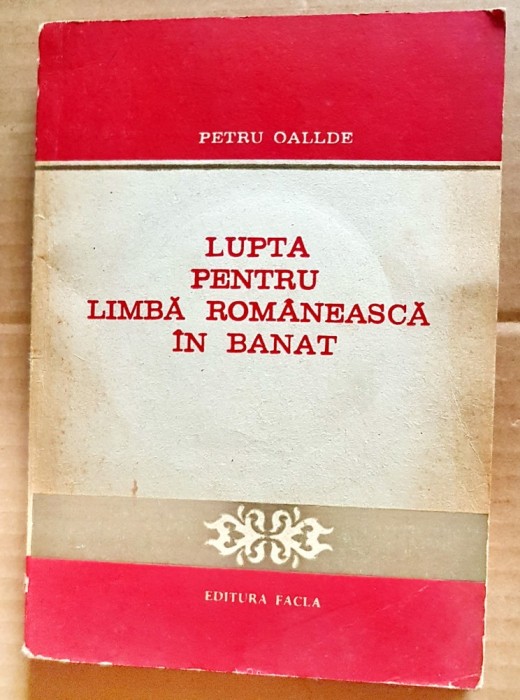 PETRU OALLDE
LUPTA
PENTRU
LIMBĂ ROMÂNEASCĂ
ÎN BANAT
EDITURA FACLA